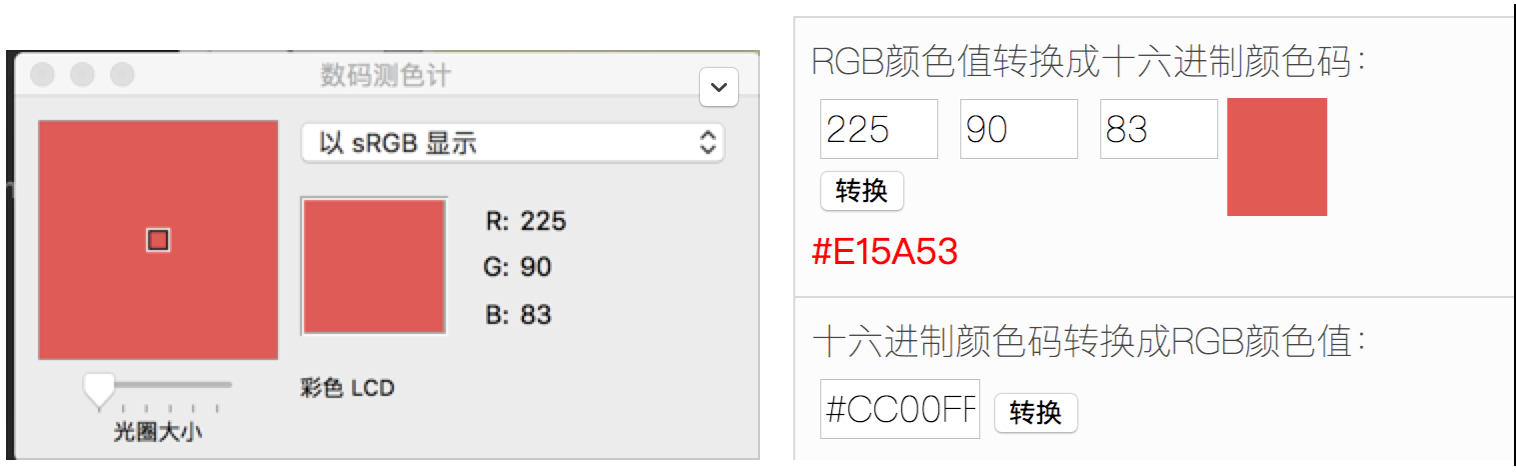 数码测色计
以 sRGB 显示
R: 225
G: 90
B: 83
彩色 LCD
光圈大小
RGB颜色值转换成十六进制颜色码：
225 90 83
转换
#E15A53
十六进制颜色码转换成RGB颜色值：
#CC00FF 转换